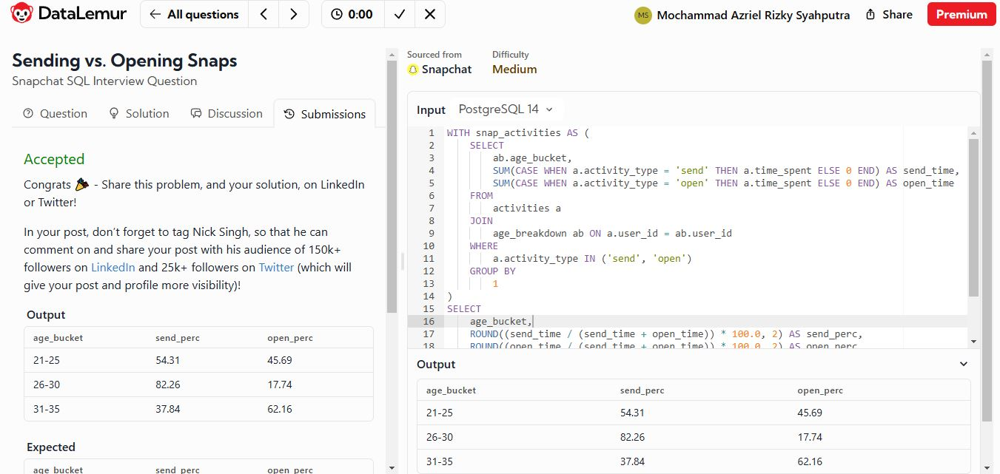 DataLemur
All questions
0:00
MS
Mochammad Azriel Rizky Syahputra
Share
Premium
Sending vs. Opening Snaps
Snapchat SQL Interview Question
Question
Solution
Discussion
Submissions
Accepted
Congrats 🎉 - Share this problem, and your solution, on LinkedIn
or Twitter!
In your post, don't forget to tag Nick Singh, so that he can
comment on and share your post with his audience of 150k+
followers on LinkedIn and 25k+ followers on Twitter (which will
give your post and profile more visibility)!
Output
age_bucket send_perc open_perc
21-25 54.31 45.69
26-30 82.26 17.74
31-35 37.84 62.16
Expected
age_bucket send_perc open_perc
Sourced from
Snapchat
Difficulty
Medium
Input PostgreSQL 14
1 WITH snap_activities AS (
2 SELECT
3 ab.age_bucket,
4 SUM(CASE WHEN a.activity_type = 'send' THEN a.time_spent ELSE 0 END) AS send_time,
5 SUM(CASE WHEN a.activity_type = 'open' THEN a.time_spent ELSE 0 END) AS open_time
6 FROM
7 activities a
8 JOIN
9 age_breakdown ab ON a.user_id = ab.user_id
10 WHERE
11 a.activity_type IN ('send', 'open')
12 GROUP BY
13 1
14 )
15 SELECT
16 age_bucket,
17 ROUND((send_time / (send_time + open_time)) * 100.0, 2) AS send_perc,
18 ROUND((open_time / (send_time + open_time)) * 100.0, 2) AS open_perc
Output
age_bucket send_perc open_perc
21-25 54.31 45.69
26-30 82.26 17.74
31-35 37.84 62.16